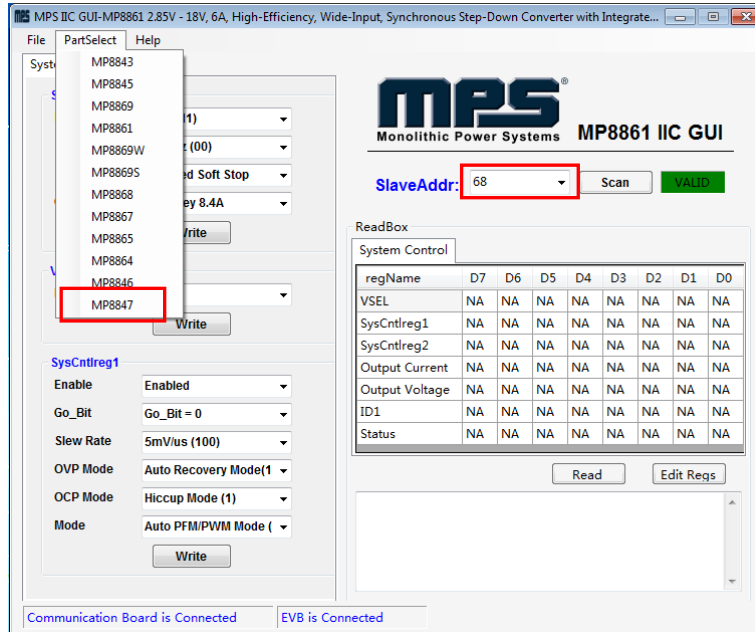 MPS IIC GUI-MP8861 2.85V - 18V, 6A, High-Efficiency, Wide-Input, Synchronous Step-Down Converter with Integrate...
File PartSelect Help
MP8843
MP8845
MP8869
MP8861
MP8869W
MP8869S
MP8868
MP8867
MP8865
MP8864
MP8846
MP8847
Syst
1)
(00)
ed Soft Stop
ey 8.4A
Write
SysCntlreg1
Enable Enabled
Go_Bit Go_Bit = 0
Slew Rate 5mV/us (100)
OVP Mode Auto Recovery Mode(1
OCP Mode Hiccup Mode (1)
Mode Auto PFM/PWM Mode (
Write
mps®
Monolithic Power Systems MP8861 IIC GUI
SlaveAddr: 68 Scan VALID
ReadBox
System Control
regName D7 D6 D5 D4 D3 D2 D1 D0
VSEL NA NA NA NA NA NA NA NA
SysCntlreg1 NA NA NA NA NA NA NA NA
SysCntlreg2 NA NA NA NA NA NA NA NA
Output Current NA NA NA NA NA NA NA NA
Output Voltage NA NA NA NA NA NA NA NA
ID1 NA NA NA NA NA NA NA NA
Status NA NA NA NA NA NA NA NA
Read Edit Regs
Communication Board is Connected EVB is Connected